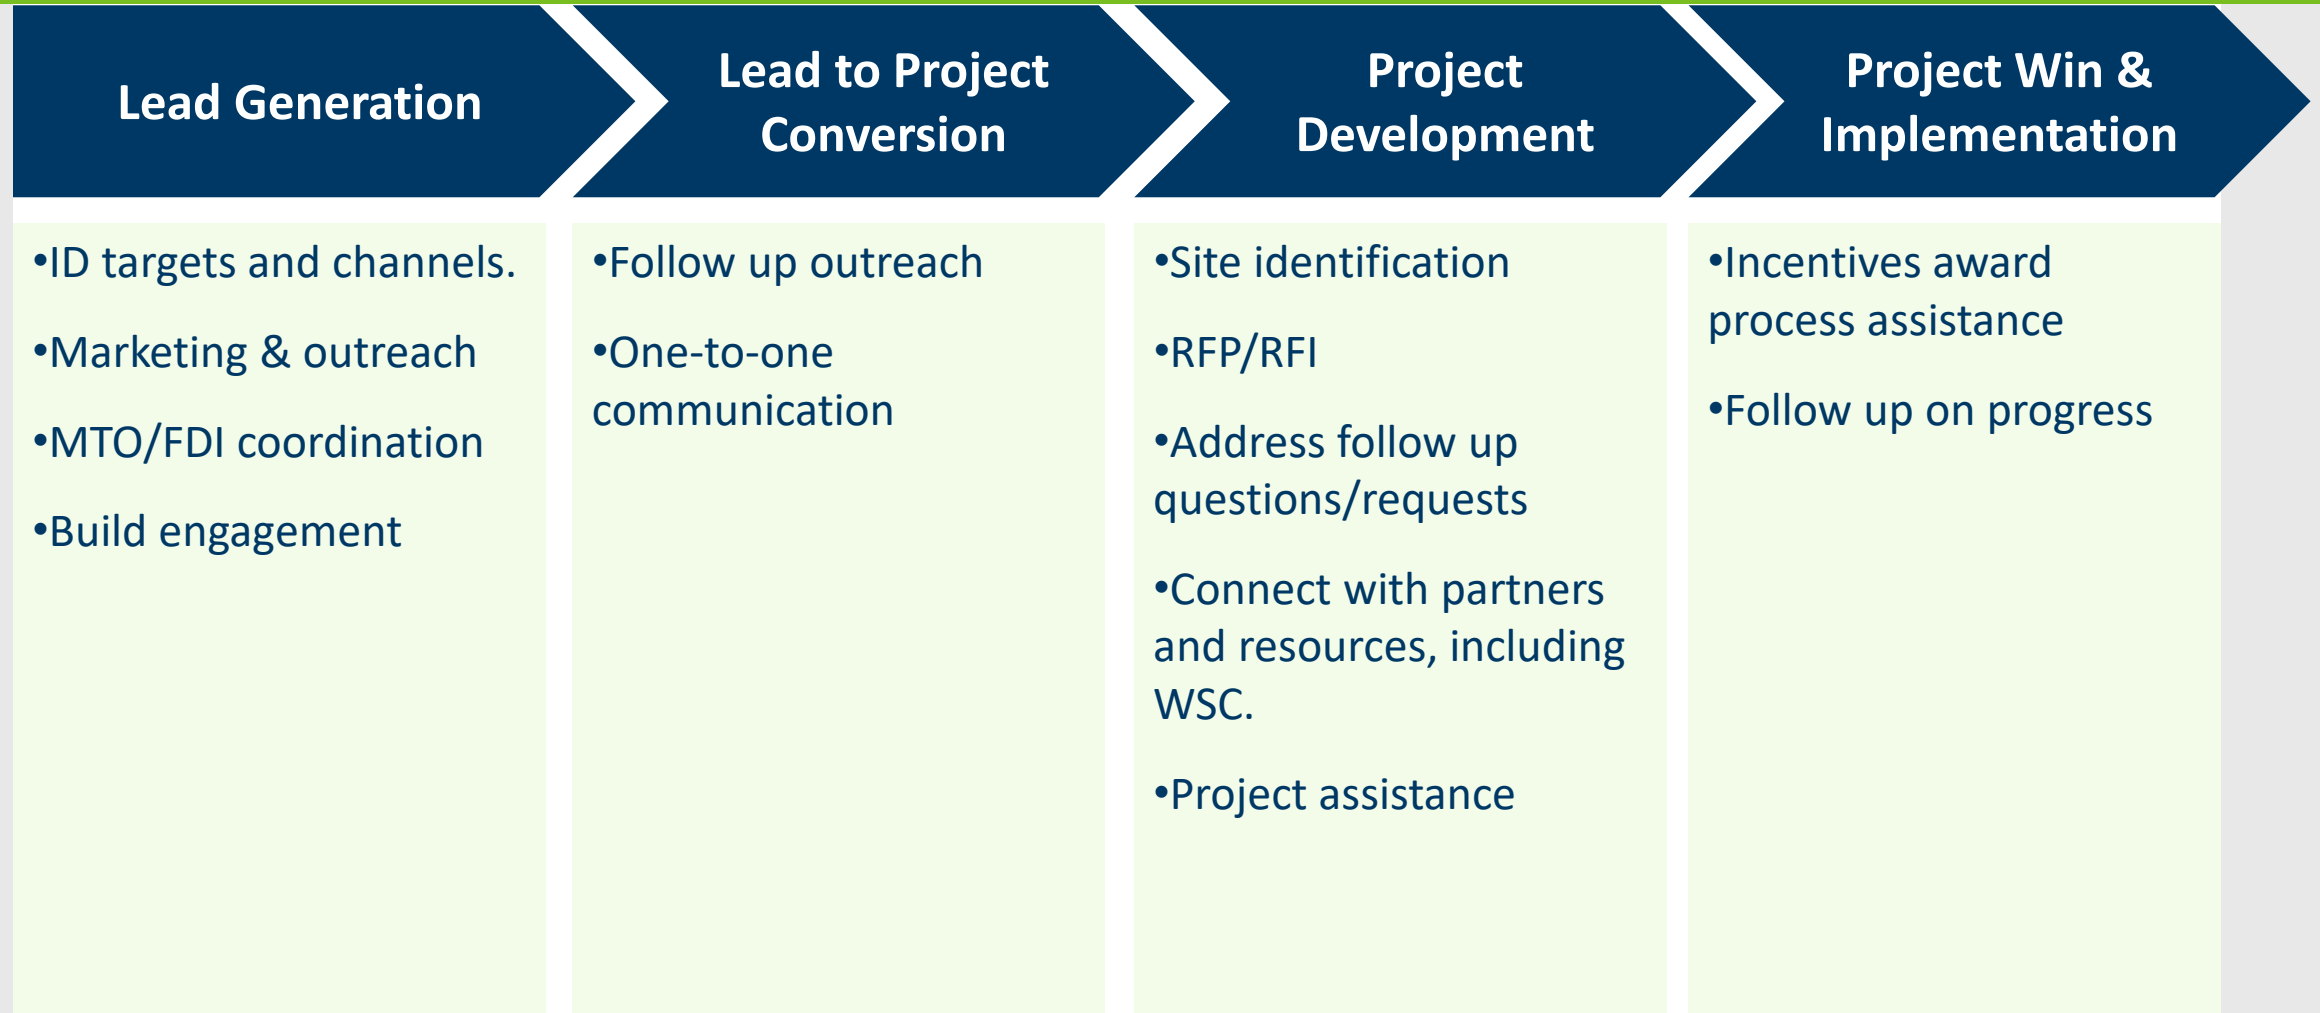 Lead Generation
Lead to Project
Conversion
Project
Development
Project Win &
Implementation
•ID targets and channels.
•Marketing & outreach
•MTO/FDI coordination
•Build engagement
•Follow up outreach
•One-to-one
communication
•Site identification
•RFP/RFI
•Address follow up
questions/requests
•Connect with partners
and resources, including
WSC.
•Project assistance
•Incentives award
process assistance
•Follow up on progress